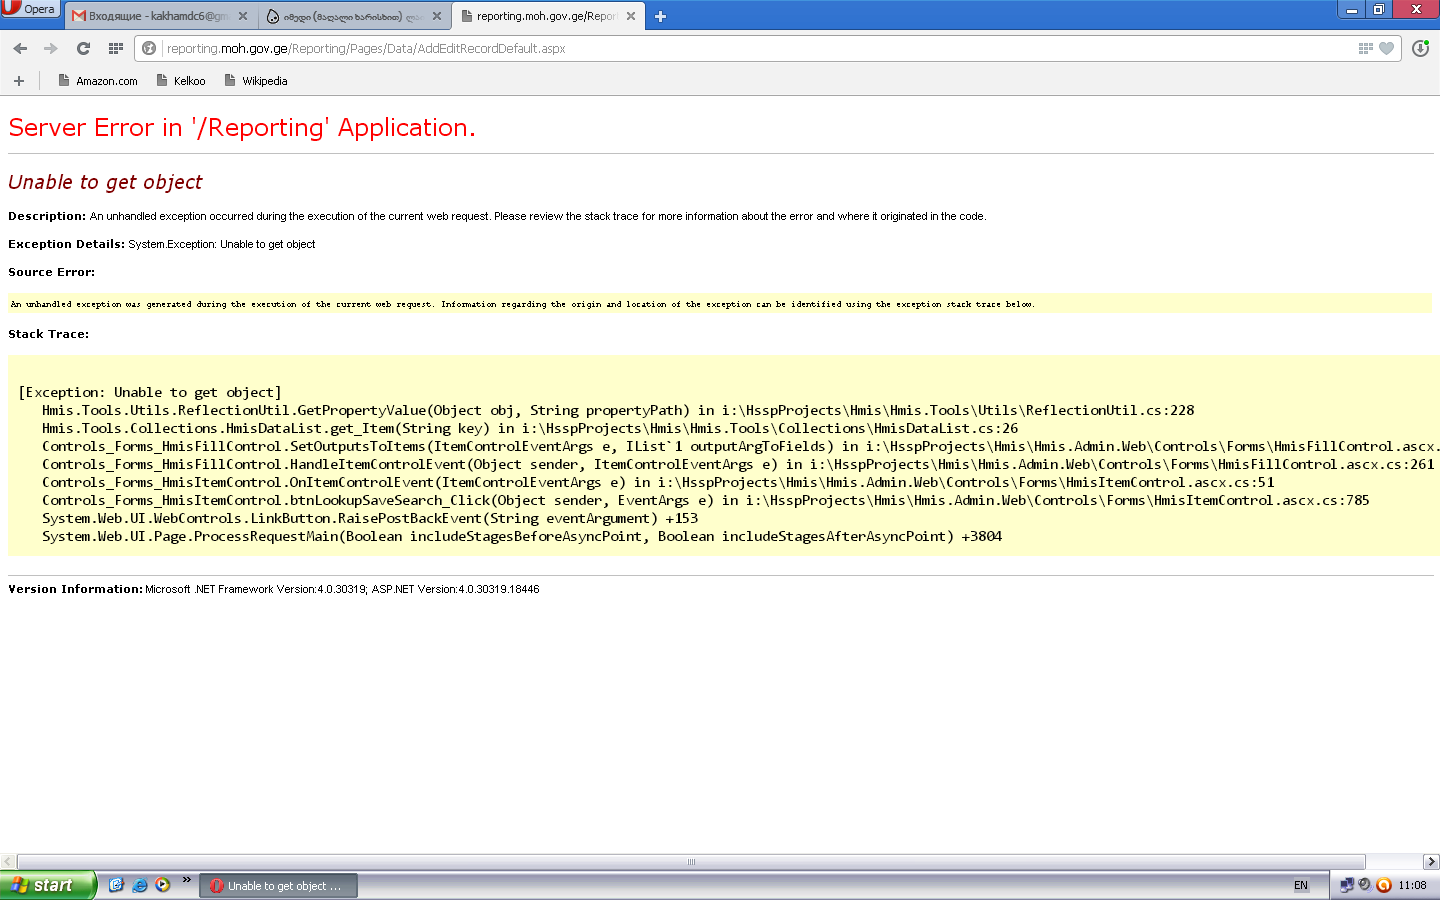 Opera
Входящие - kakhamdc6@gm
იმედი (მაღალი ხარისხით) ლაი
reporting.moh.gov.ge/Repor
reporting.moh.gov.ge/Reporting/Pages/Data/AddEditRecordDefault.aspx
Amazon.com Kelkoo Wikipedia
Server Error in '/Reporting' Application.
Unable to get object
Description: An unhandled exception occurred during the execution of the current web request. Please review the stack trace for more information about the error and where it originated in the code.
Exception Details: System.Exception: Unable to get object
Source Error:
An unhandled exception was generated during the execution of the current web request. Information regarding the origin and location of the exception can be identified using the exception stack trace below.
Stack Trace:
[Exception: Unable to get object]
Hmis.Tools.Utils.ReflectionUtil.GetPropertyValue(Object obj, String propertyPath) in i:\HsspProjects\Hmis\Hmis.Tools\Utils\ReflectionUtil.cs:228
Hmis.Tools.Collections.HmisDataList.get_Item(String key) in i:\HsspProjects\Hmis\Hmis.Tools\Collections\HmisDataList.cs:26
Controls_Forms_HmisFillControl.SetOutputsToItems(ItemControlEventArgs e, IList`1 outputArgToFields) in i:\HsspProjects\Hmis\Hmis.Admin.Web\Controls\Forms\HmisFillControl.ascx.
Controls_Forms_HmisFillControl.HandleItemControlEvent(Object sender, ItemControlEventArgs e) in i:\HsspProjects\Hmis\Hmis.Admin.Web\Controls\Forms\HmisFillControl.ascx.cs:261
Controls_Forms_HmisItemControl.OnItemControlEvent(ItemControlEventArgs e) in i:\HsspProjects\Hmis\Hmis.Admin.Web\Controls\Forms\HmisItemControl.ascx.cs:51
Controls_Forms_HmisItemControl.btnLookupSaveSearch_Click(Object sender, EventArgs e) in i:\HsspProjects\Hmis\Hmis.Admin.Web\Controls\Forms\HmisItemControl.ascx.cs:785
System.Web.UI.WebControls.LinkButton.RaisePostBackEvent(String eventArgument) +153
System.Web.UI.Page.ProcessRequestMain(Boolean includeStagesBeforeAsyncPoint, Boolean includeStagesAfterAsyncPoint) +3804
Version Information: Microsoft .NET Framework Version:4.0.30319; ASP.NET Version:4.0.30319.18446
start
Unable to get object ...
EN
11:08